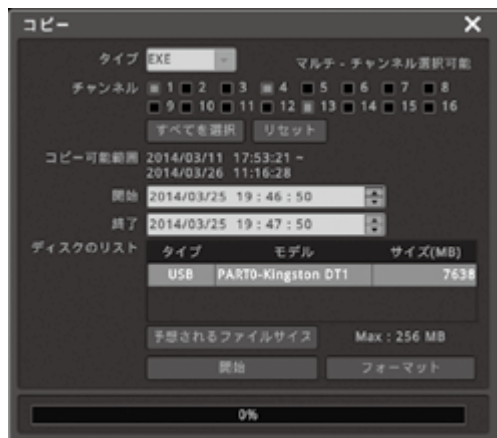 コピー
タイプ EXE マルチ - チャンネル選択可能
チャンネル 1 2 3 4 5 6 7 8
9 10 11 12 13 14 15 16
すべてを選択 リセット
コピー可能範囲 2014/03/11 17:53:21 ~
2014/03/26 11:16:28
開始 2014/03/25 19 : 46 : 50
終了 2014/03/25 19 : 47 : 50
ディスクのリスト タイプ モデル サイズ(MB)
USB PART0-Kingston DT1 7638
予想されるファイルサイズ Max : 256 MB
開始 フォーマット
0%